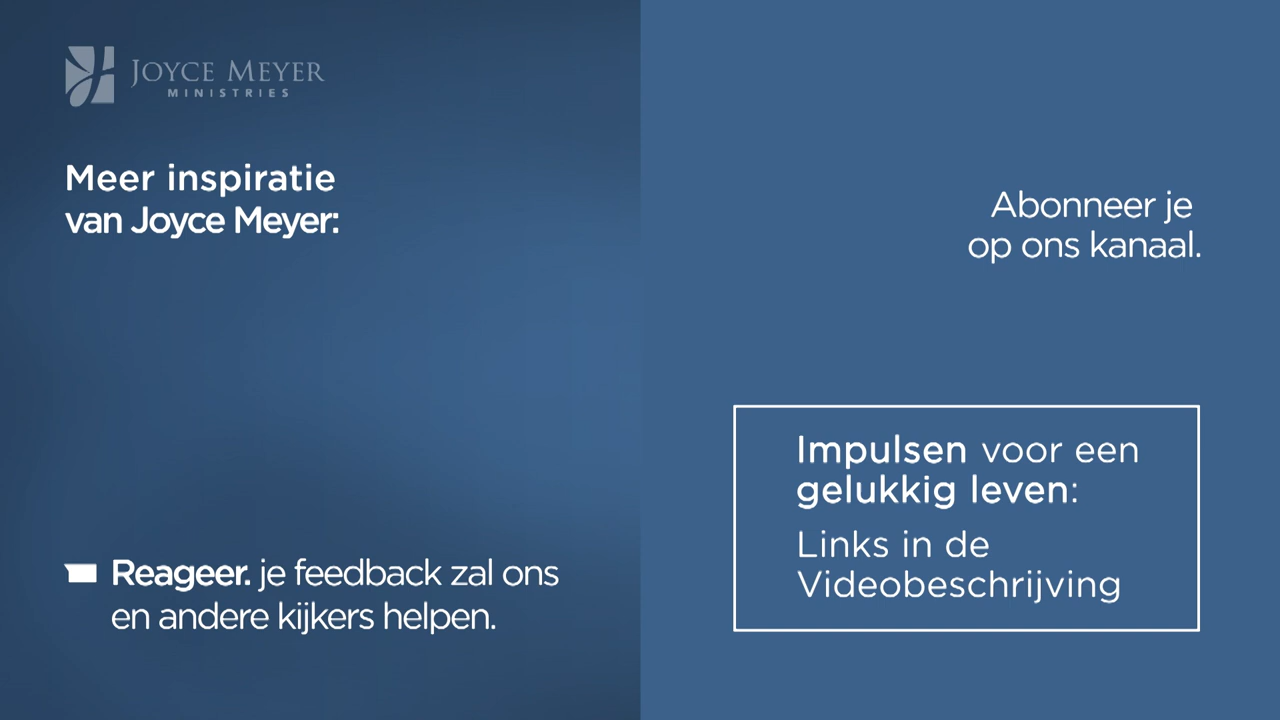 JOYCE MEYER
MINISTRIES
Meer inspiratie
van Joyce Meyer:
Abonneer je
op ons kanaal.
Impulsen voor een
gelukkig leven:
Links in de
Videobeschrijving
Reageer. je feedback zal ons
en andere kijkers helpen.